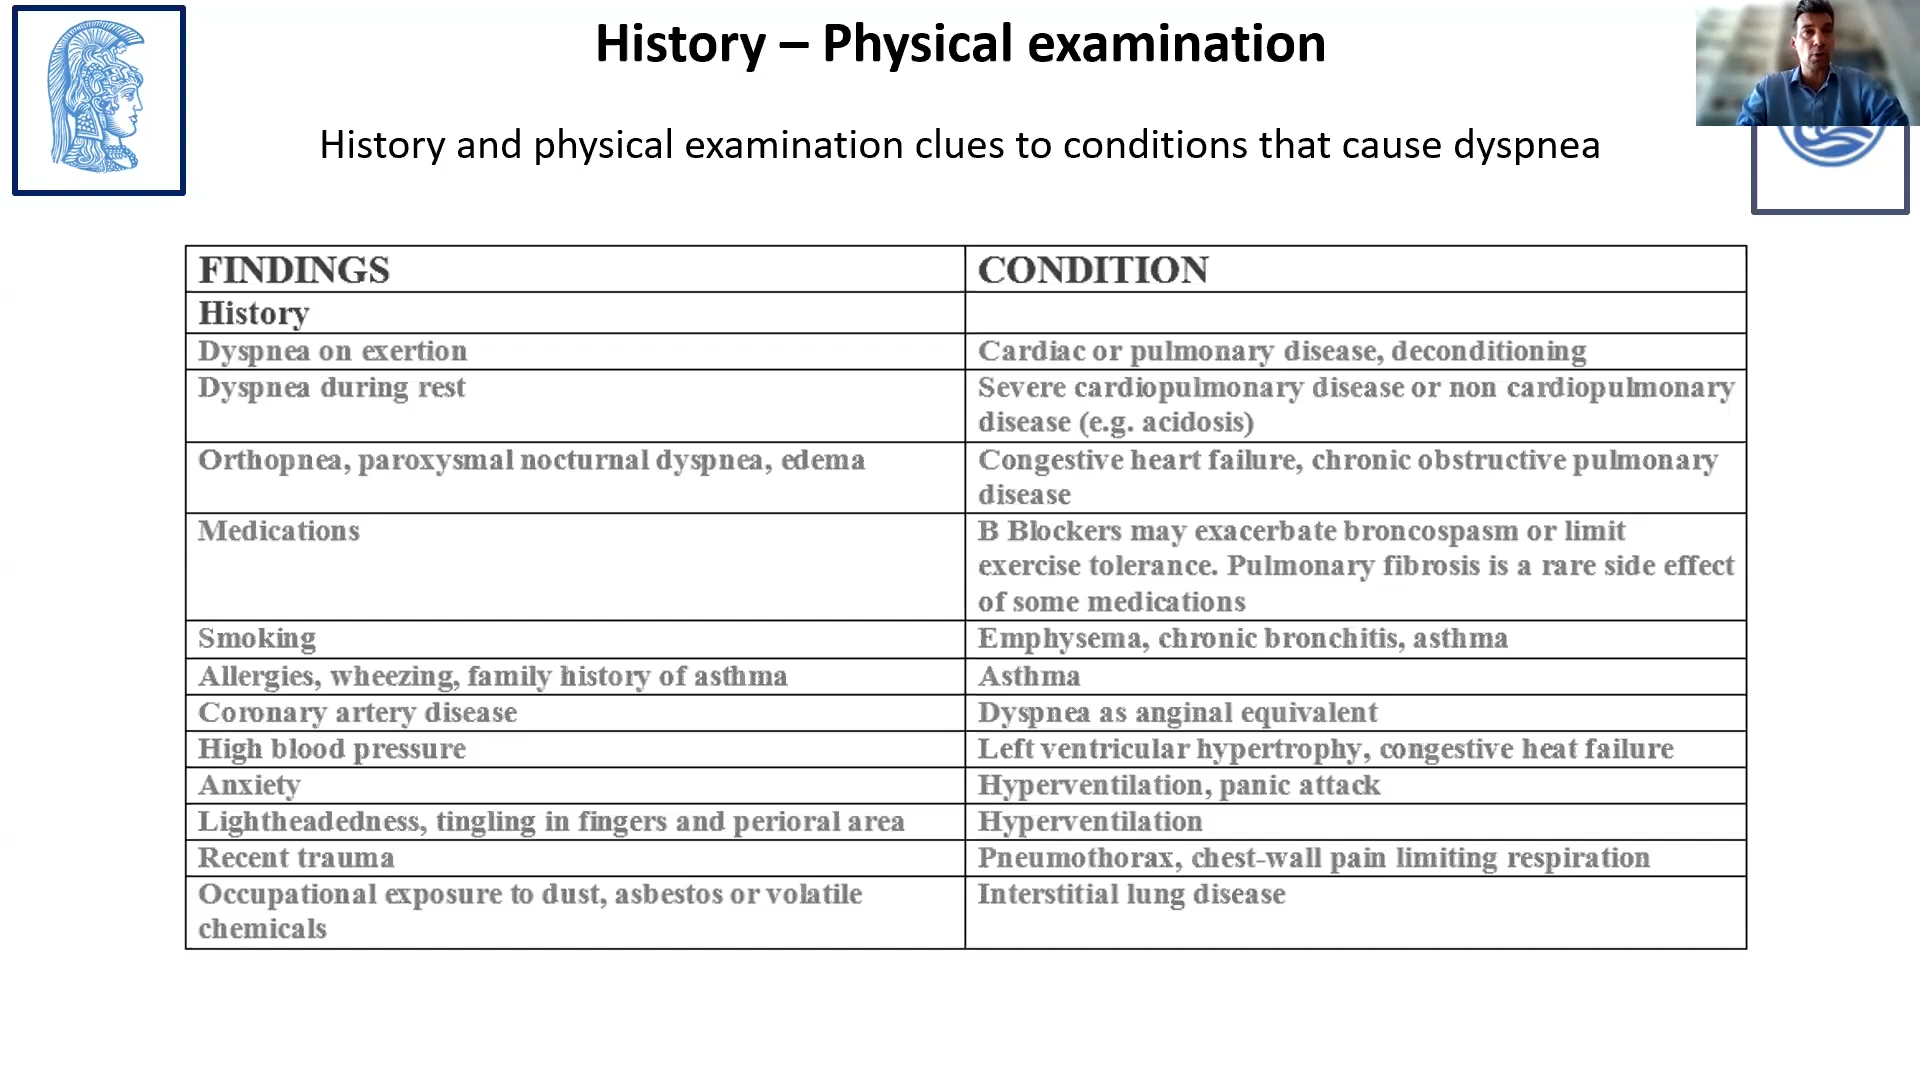 History – Physical examination
History and physical examination clues to conditions that cause dyspnea
FINDINGS
CONDITION
History
Dyspnea on exertion
Cardiac or pulmonary disease, deconditioning
Dyspnea during rest
Severe cardiopulmonary disease or non cardiopulmonary
disease (e.g. acidosis)
Orthopnea, paroxysmal nocturnal dyspnea, edema
Congestive heart failure, chronic obstructive pulmonary
disease
Medications
B Blockers may exacerbate broncospasm or limit
exercise tolerance. Pulmonary fibrosis is a rare side effect
of some medications
Smoking
Emphysema, chronic bronchitis, asthma
Allergies, wheezing, family history of asthma
Asthma
Coronary artery disease
Dyspnea as anginal equivalent
High blood pressure
Left ventricular hypertrophy, congestive heat failure
Anxiety
Hyperventilation, panic attack
Lightheadedness, tingling in fingers and perioral area
Hyperventilation
Recent trauma
Pneumothorax, chest-wall pain limiting respiration
Occupational exposure to dust, asbestos or volatile
chemicals
Interstitial lung disease